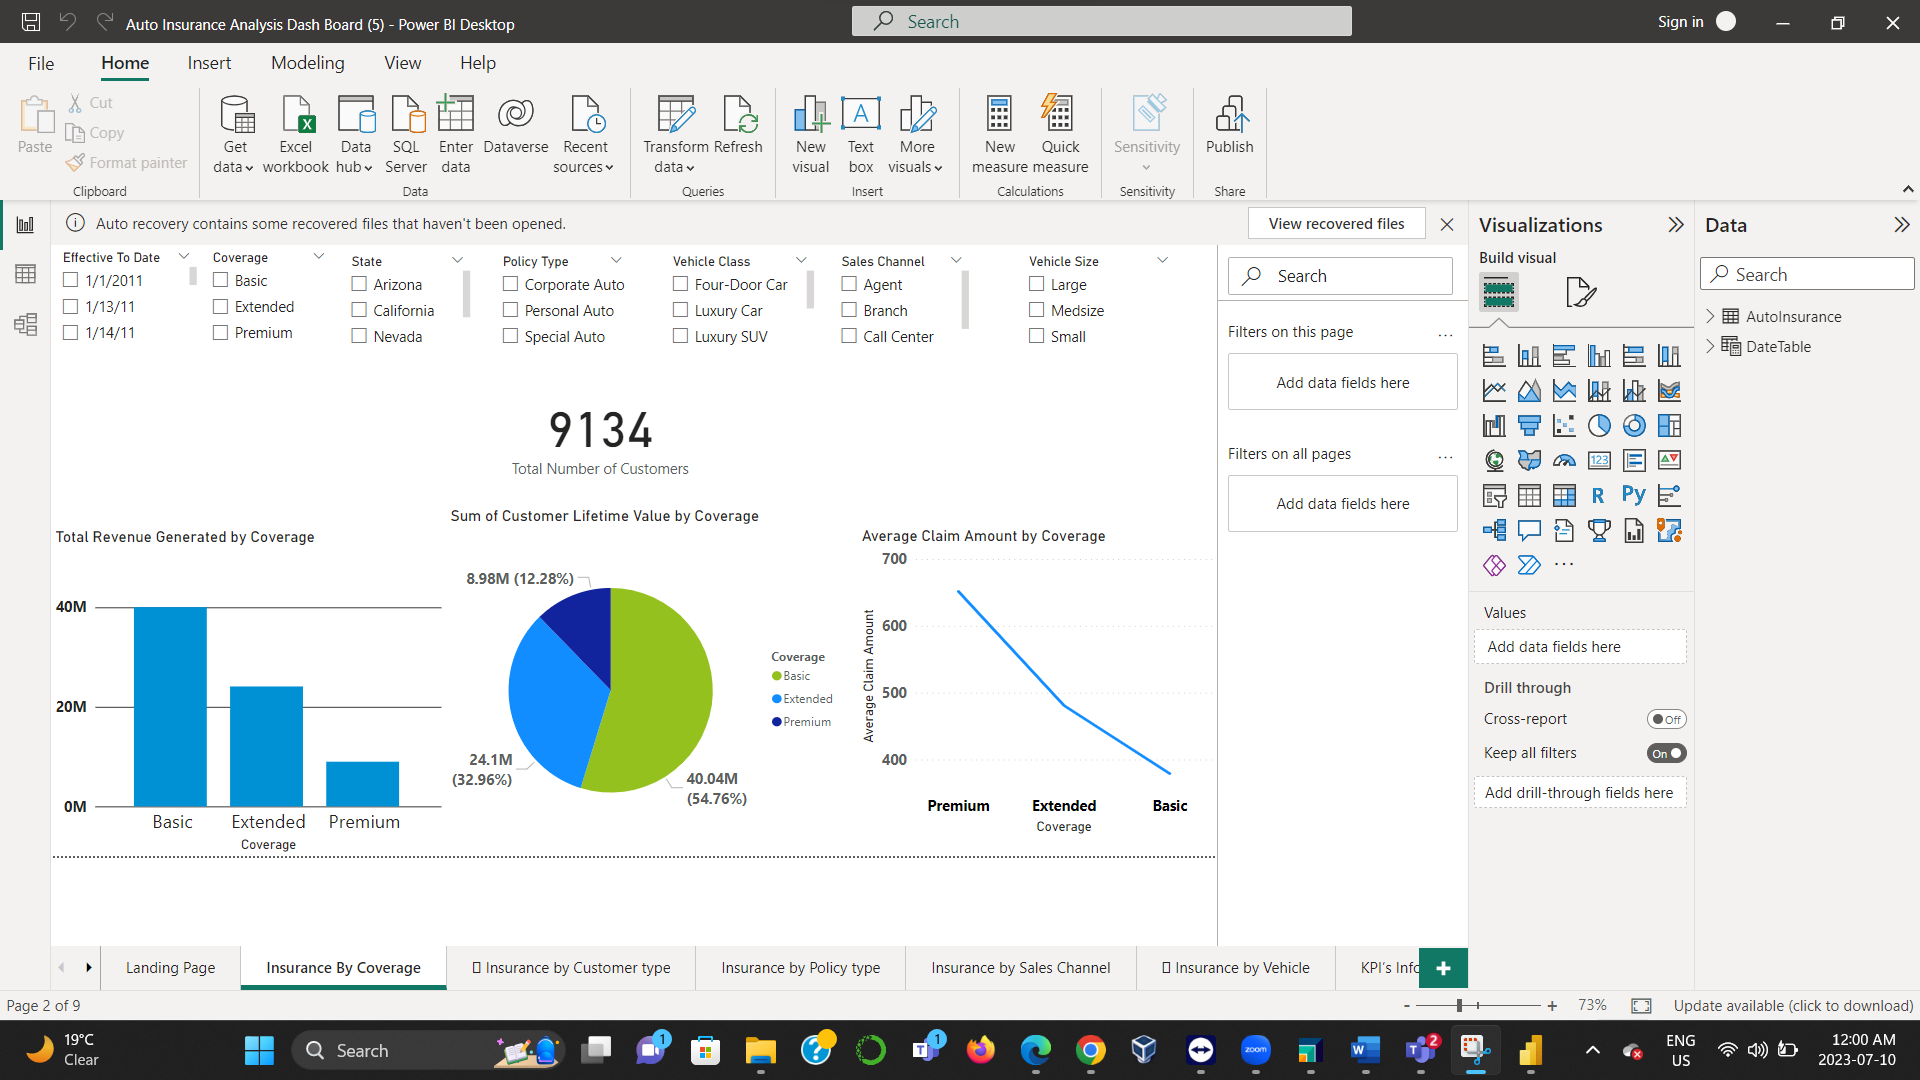 Auto Insurance Analysis Dash Board (5) - Power BI Desktop
Search
Sign in
File
Home
Insert
Modeling
View
Help
Paste
Cut
Copy
Format painter
Clipboard
Get data
Excel workbook
Data hub
SQL Server
Enter data
Dataverse
Recent sources
Data
Transform data
Refresh
Queries
New visual
Text box
More visuals
Insert
New measure
Quick measure
Calculations
Sensitivity
Sensitivity
Publish
Share
Auto recovery contains some recovered files that haven't been opened.
View recovered files
Effective To Date
1/1/2011
1/13/11
1/14/11
Coverage
Basic
Extended
Premium
State
Arizona
California
Nevada
Policy Type
Corporate Auto
Personal Auto
Special Auto
Vehicle Class
Four-Door Car
Luxury Car
Luxury SUV
Sales Channel
Agent
Branch
Call Center
Vehicle Size
Large
Medsize
Small
9134
Total Number of Customers
Total Revenue Generated by Coverage
40M
20M
0M
Basic
Extended
Premium
Coverage
Sum of Customer Lifetime Value by Coverage
8.98M (12.28%)
24.1M
(32.96%)
40.04M
(54.76%)
Coverage
Basic
Extended
Premium
Average Claim Amount by Coverage
Average Claim Amount
700
600
500
400
Premium
Extended
Basic
Coverage
Search
Filters on this page
...
Add data fields here
Filters on all pages
...
Add data fields here
Visualizations
Build visual
123
R
Py
...
Values
Add data fields here
Drill through
Cross-report
Off
Keep all filters
On
Add drill-through fields here
Data
Search
AutoInsurance
DateTable
Landing Page
Insurance By Coverage
Insurance by Customer type
Insurance by Policy type
Insurance by Sales Channel
Insurance by Vehicle
KPI's Info
Page 2 of 9
- + 73%
Update available (click to download)
19°C
Clear
Search
1
1
zoom
2
ENG
US
12:00 AM
2023-07-10